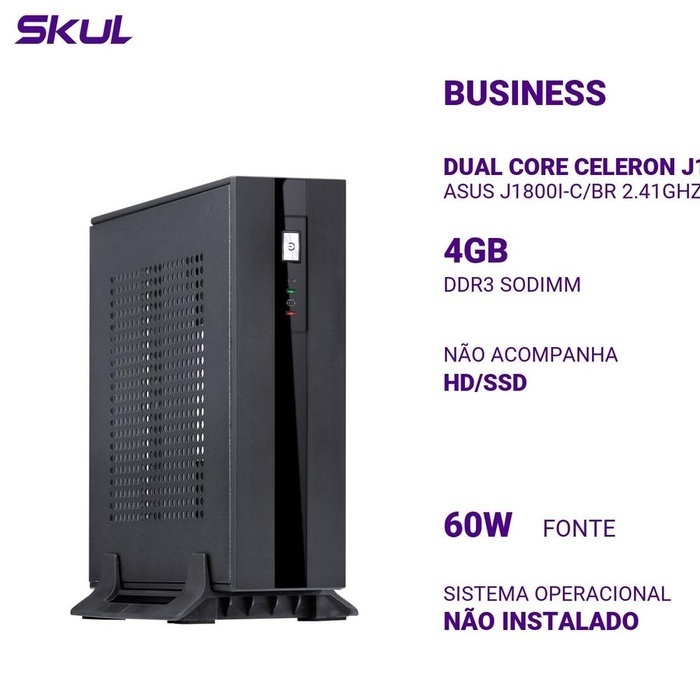 SKUL
BUSINESS
DUAL CORE CELERON
ASUS J1800I-C/BR 2.41GHZ
4GB
DDR3 SODIMM
NÃO ACOMPANHA
HD/SSD
60W FONTE
SISTEMA OPERACIONAL
NÃO INSTALADO